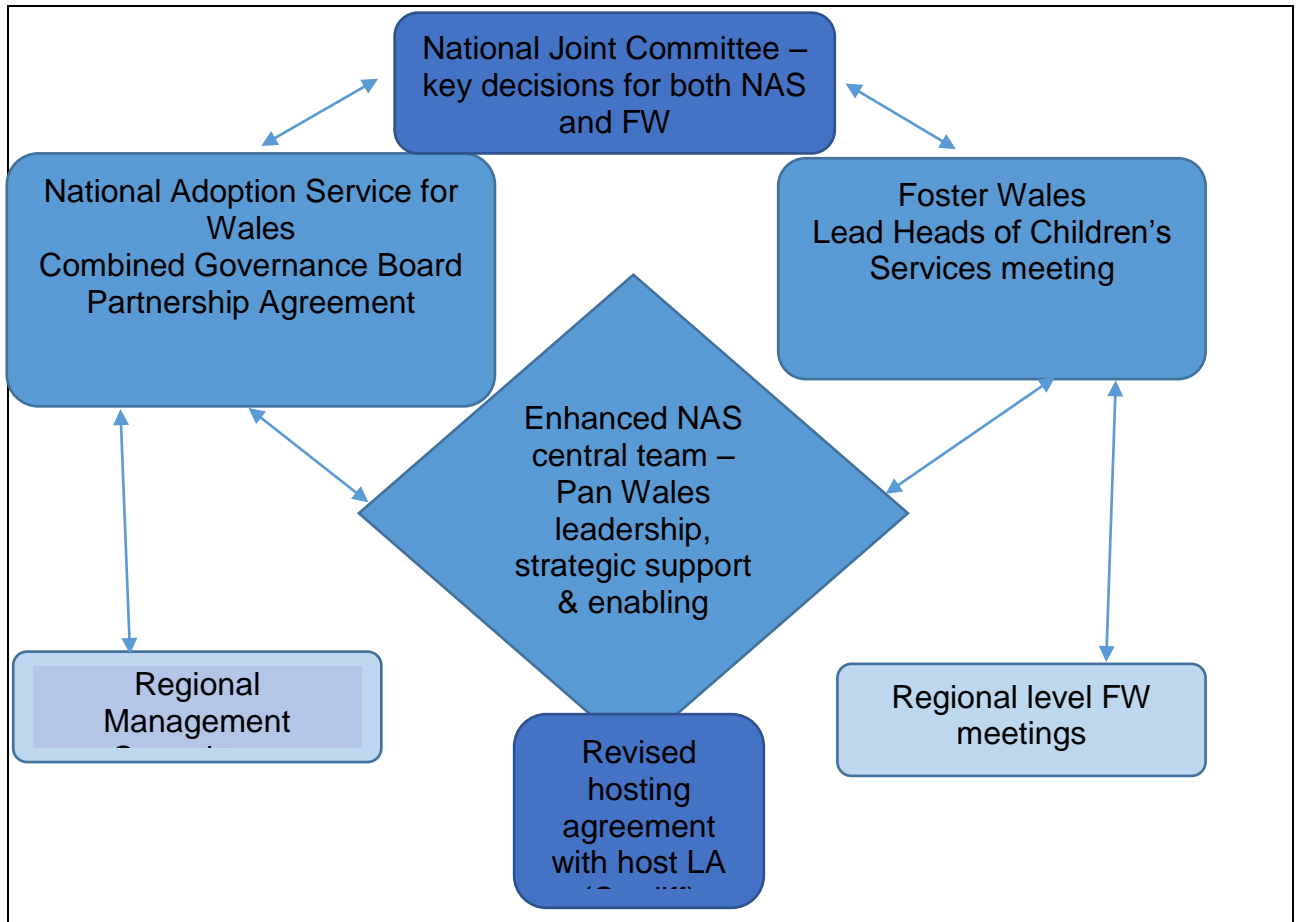 National Joint Committee –
key decisions for both NAS
and FW
National Adoption Service for
Wales
Combined Governance Board
Partnership Agreement
Foster Wales
Lead Heads of Children’s
Services meeting
Enhanced NAS
central team –
Pan Wales
leadership,
strategic support
& enabling
Regional
Management
Regional level FW
meetings
Revised
hosting
agreement
with host LA